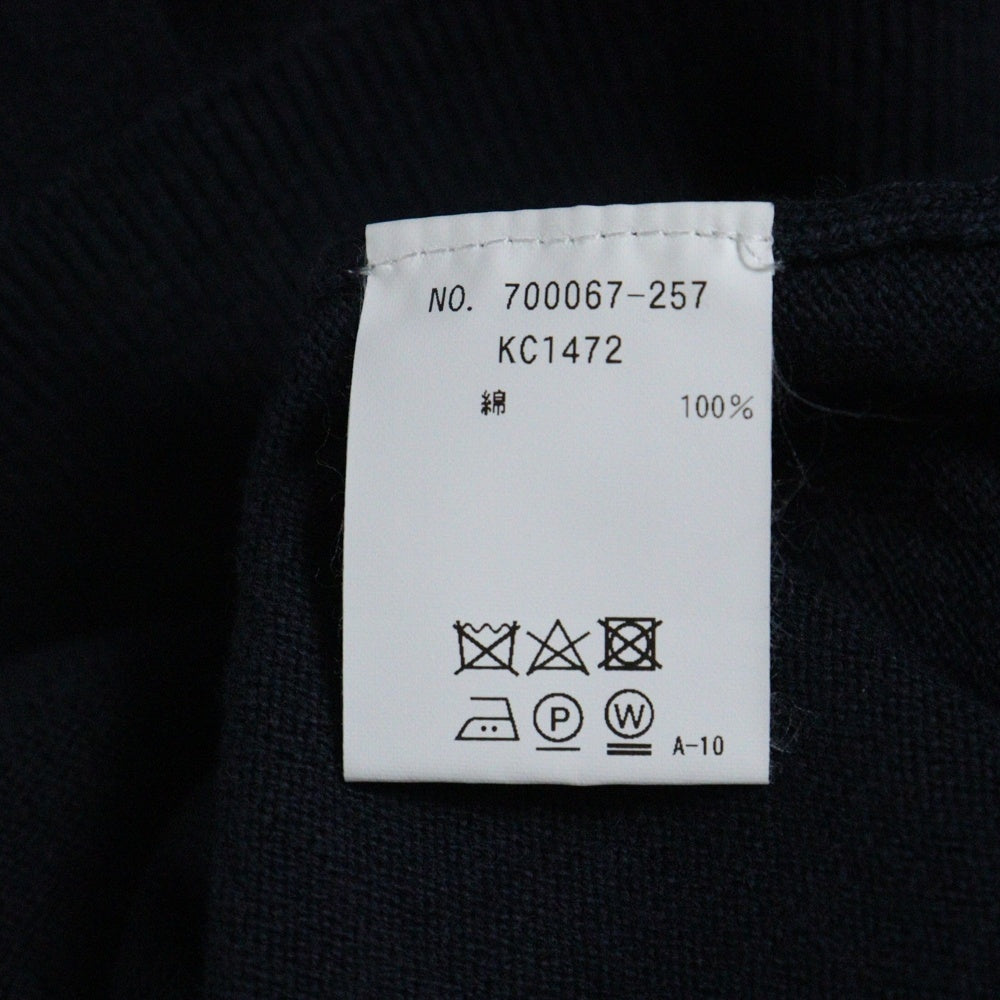 NO. 700067-257
KC1472
綿 100%
P W A-10